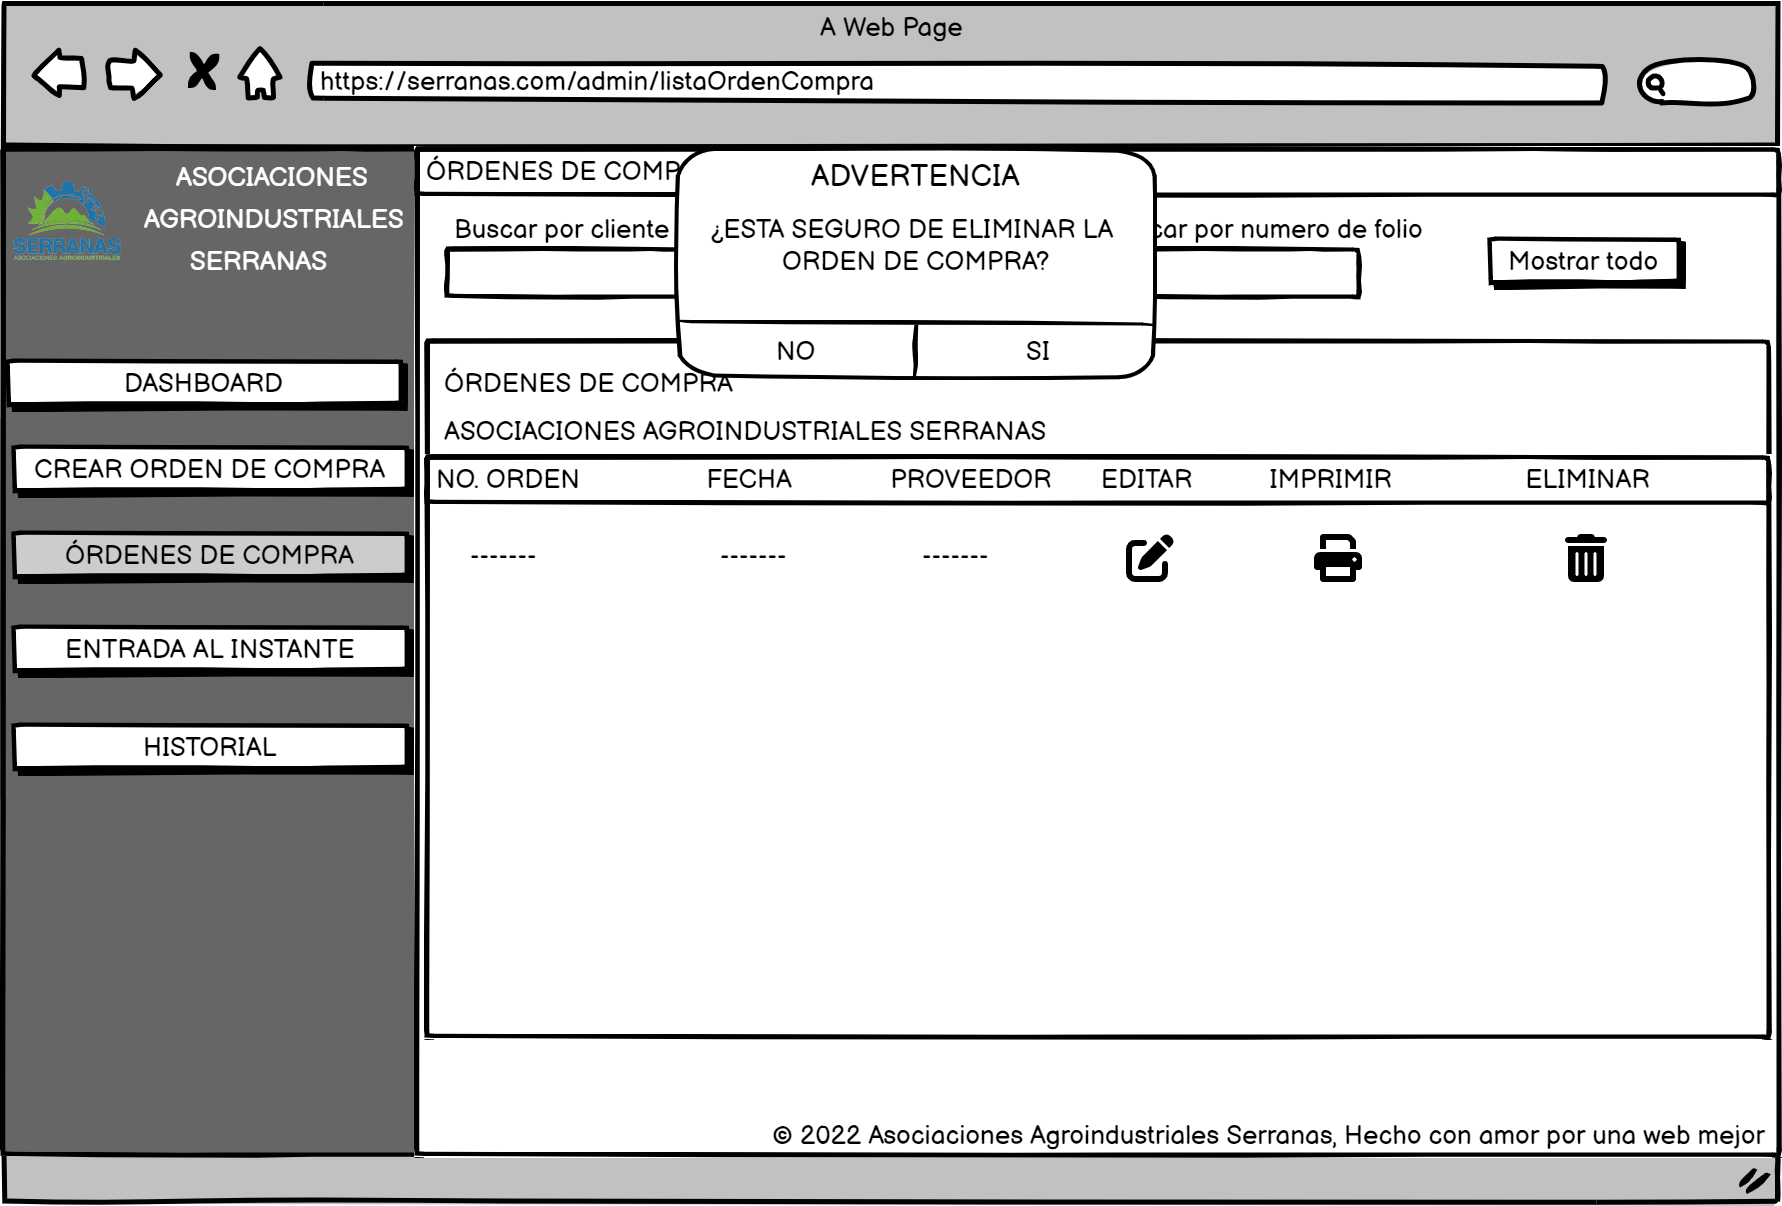 A Web Page
https://serranas.com/admin/listaOrdenCompra
SERRANAS
ASOCIACIONES AGROINDUSTRIALES
ASOCIACIONES
AGROINDUSTRIALES
SERRANAS
DASHBOARD
CREAR ORDEN DE COMPRA
ÓRDENES DE COMPRA
ENTRADA AL INSTANTE
HISTORIAL
ÓRDENES DE COMP
ADVERTENCIA
¿ESTA SEGURO DE ELIMINAR LA
ORDEN DE COMPRA?
NO SI
Buscar por cliente
car por numero de folio
Mostrar todo
ÓRDENES DE COMPRA
ASOCIACIONES AGROINDUSTRIALES SERRANAS
NO. ORDEN FECHA PROVEEDOR EDITAR IMPRIMIR ELIMINAR
------- ------- -------
© 2022 Asociaciones Agroindustriales Serranas, Hecho con amor por una web mejor